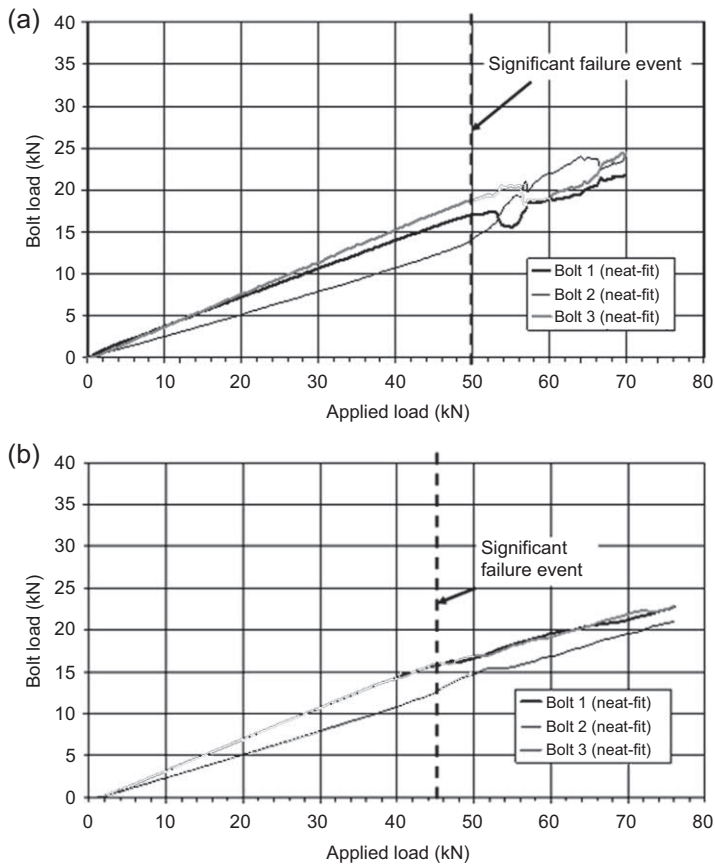 (a)
40
35
30
25
20
15
10
5
0
Bolt load (kN)
Significant failure event
Bolt 1 (neat-fit)
Bolt 2 (neat-fit)
Bolt 3 (neat-fit)
0 10 20 30 40 50 60 70 80
Applied load (kN)
(b)
40
35
30
25
20
15
10
5
0
Bolt load (kN)
Significant
failure event
Bolt 1 (neat-fit)
Bolt 2 (neat-fit)
Bolt 3 (neat-fit)
0 10 20 30 40 50 60 70 80
Applied load (kN)